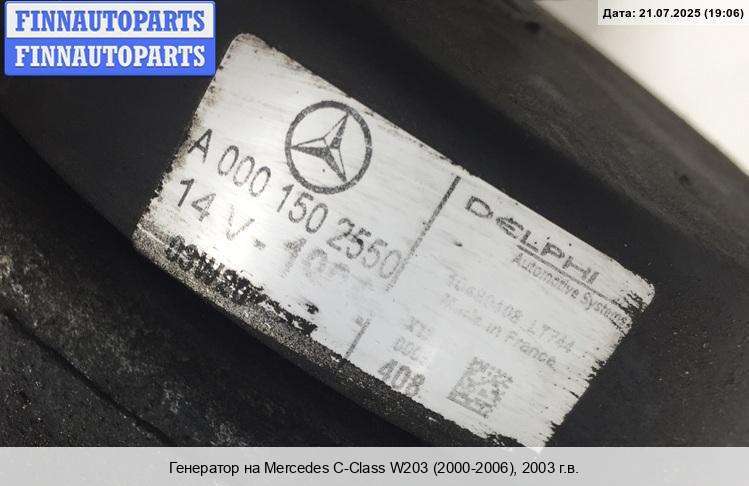 FINNAUTOPARTS
FINNAUTOPARTS
Дата: 21.07.2025 (19:06)
A 000 150 2550
14 V -
DELPHI
Automotive Systems
Made in France
408
Генератор на Mercedes C-Class W203 (2000-2006), 2003 г.в.